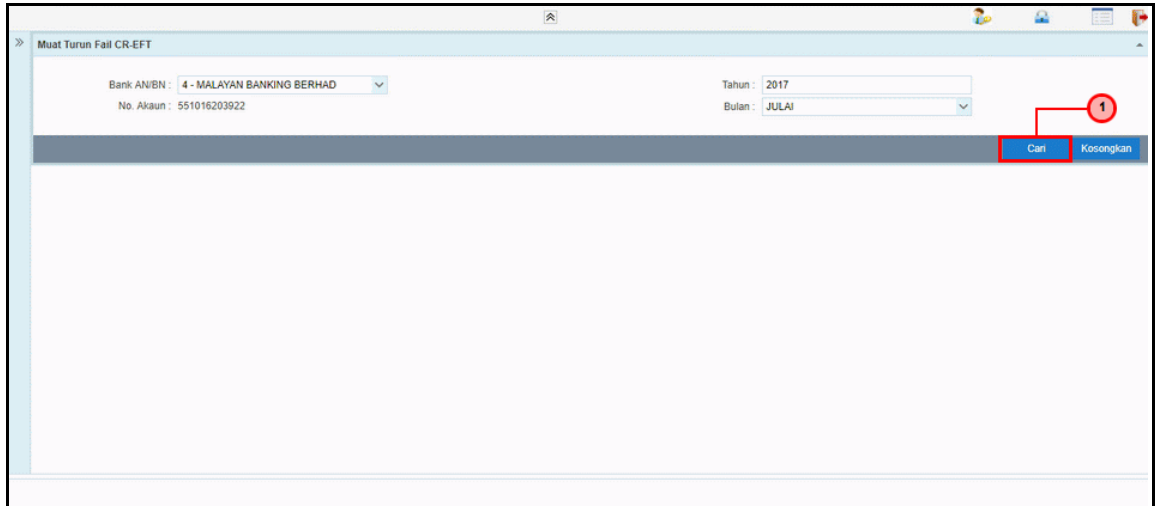 Muat Turun Fail CR-EFT
Bank AN/BN : 4 - MALAYAN BANKING BERHAD
Tahun : 2017
No. Akaun : 551016203922
Bulan : JULAI
1
Cari
Kosongkan